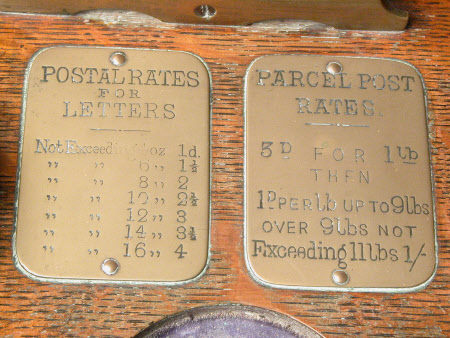 POSTAL RATES
FOR
LETTERS
Not Exceeding oz 1d.
" " 6 " 1½
" " 8 " 2
" " 10 " 2½
" " 12 " 3
" " 14 " 3½
" " 16 " 4
PARCEL POST
RATES.
3D FOR 1lb
THEN
1D PER lb UP TO 9lbs
OVER 9lbs NOT
Exceeding 11lbs 1/-